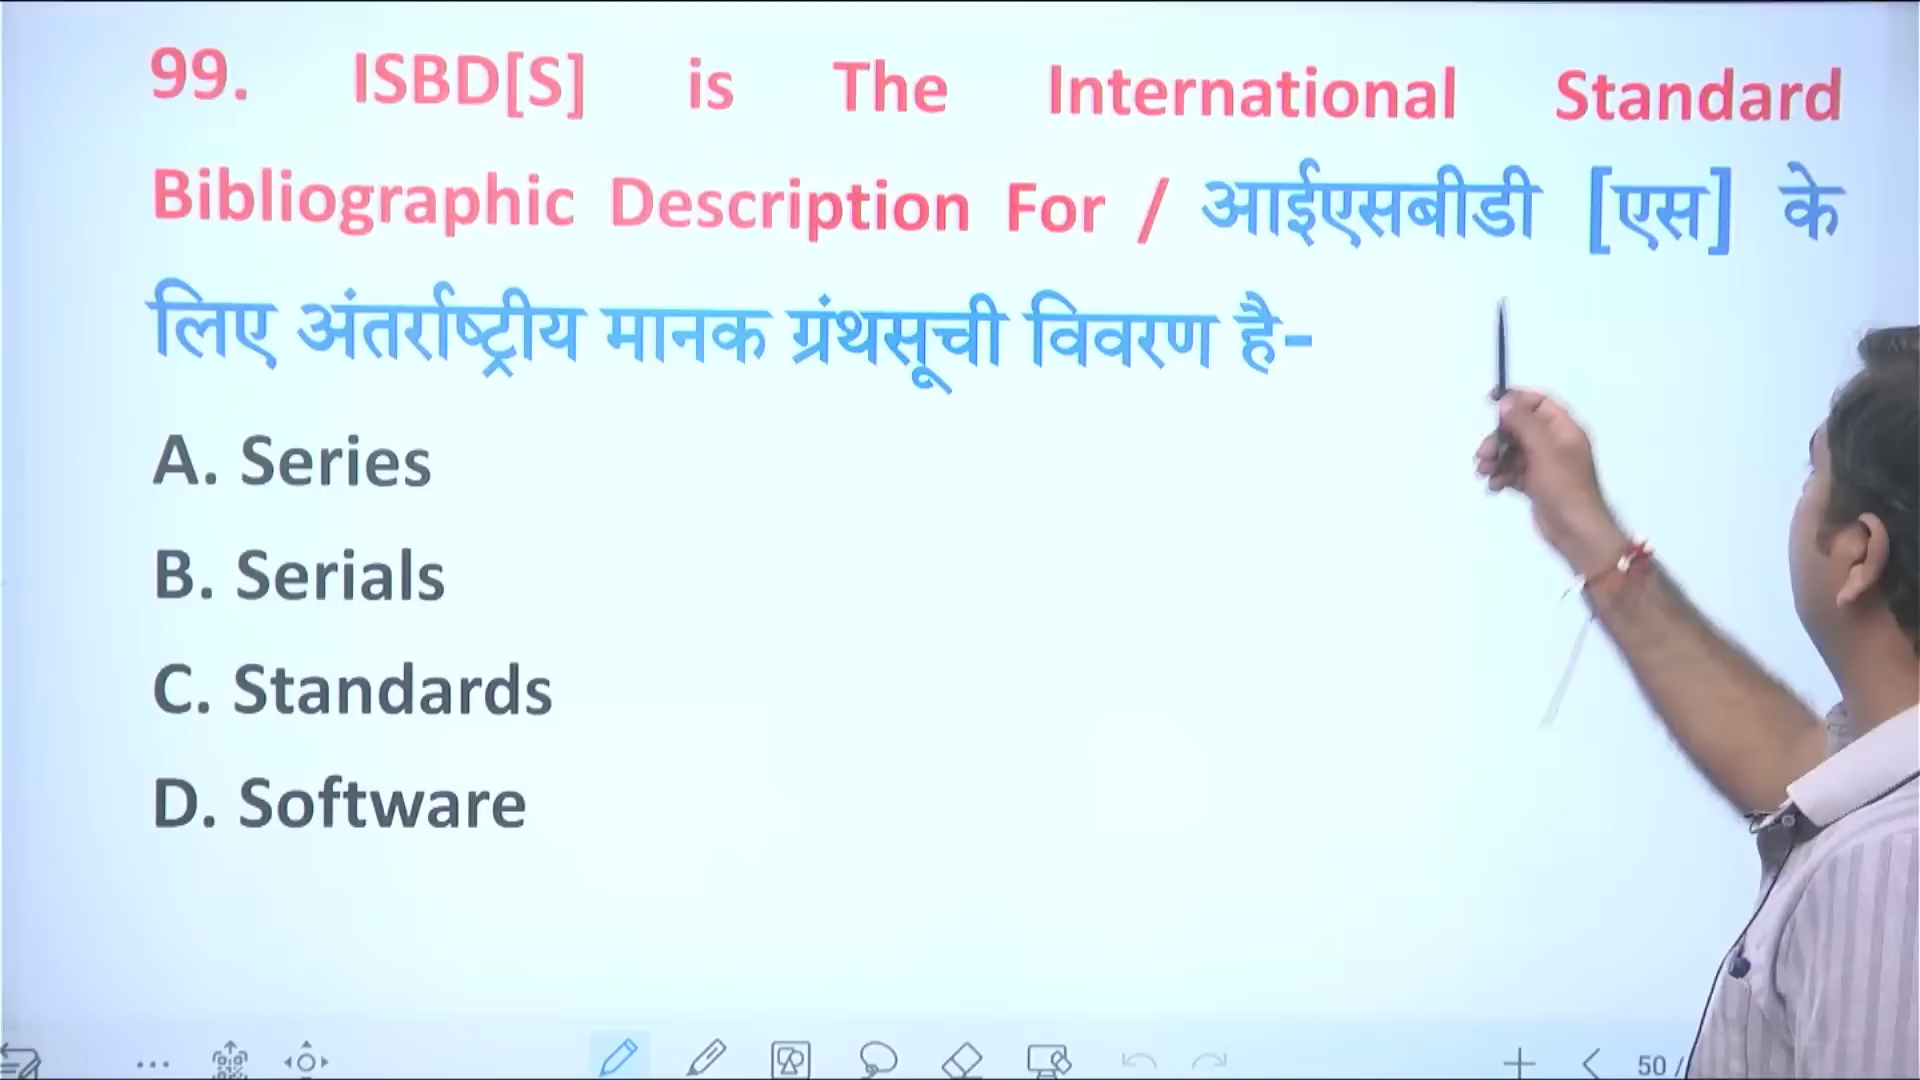 99. ISBD[S] is The International Standard
Bibliographic Description For / आईएसबीडी [एस] के
लिए अंतर्राष्ट्रीय मानक ग्रंथसूची विवरण है-
A. Series
B. Serials
C. Standards
D. Software
50 /